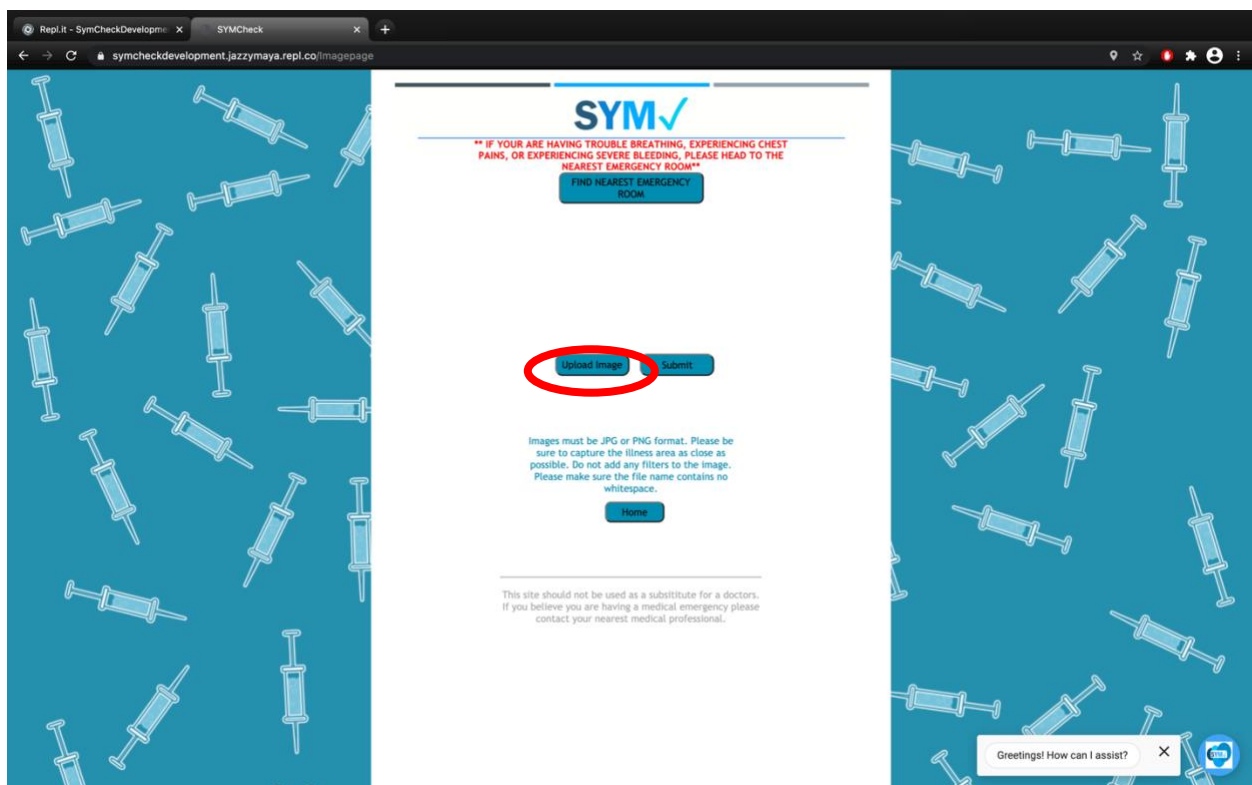 Repl.it - SymCheckDevelopme
SYMCheck
symcheckdevelopment.jazzymaya.repl.co/Imagepage
SYM✓
** IF YOUR ARE HAVING TROUBLE BREATHING, EXPERIENCING CHEST
PAINS, OR EXPERIENCING SEVERE BLEEDING, PLEASE HEAD TO THE
NEAREST EMERGENCY ROOM**
FIND NEAREST EMERGENCY
ROOM
Upload Image
Submit
Images must be JPG or PNG format. Please be
sure to capture the illness area as close as
possible. Do not add any filters to the image.
Please make sure the file name contains no
whitespace.
Home
This site should not be used as a subsititute for a doctors.
If you believe you are having a medical emergency please
contact your nearest medical professional.
Greetings! How can I assist?